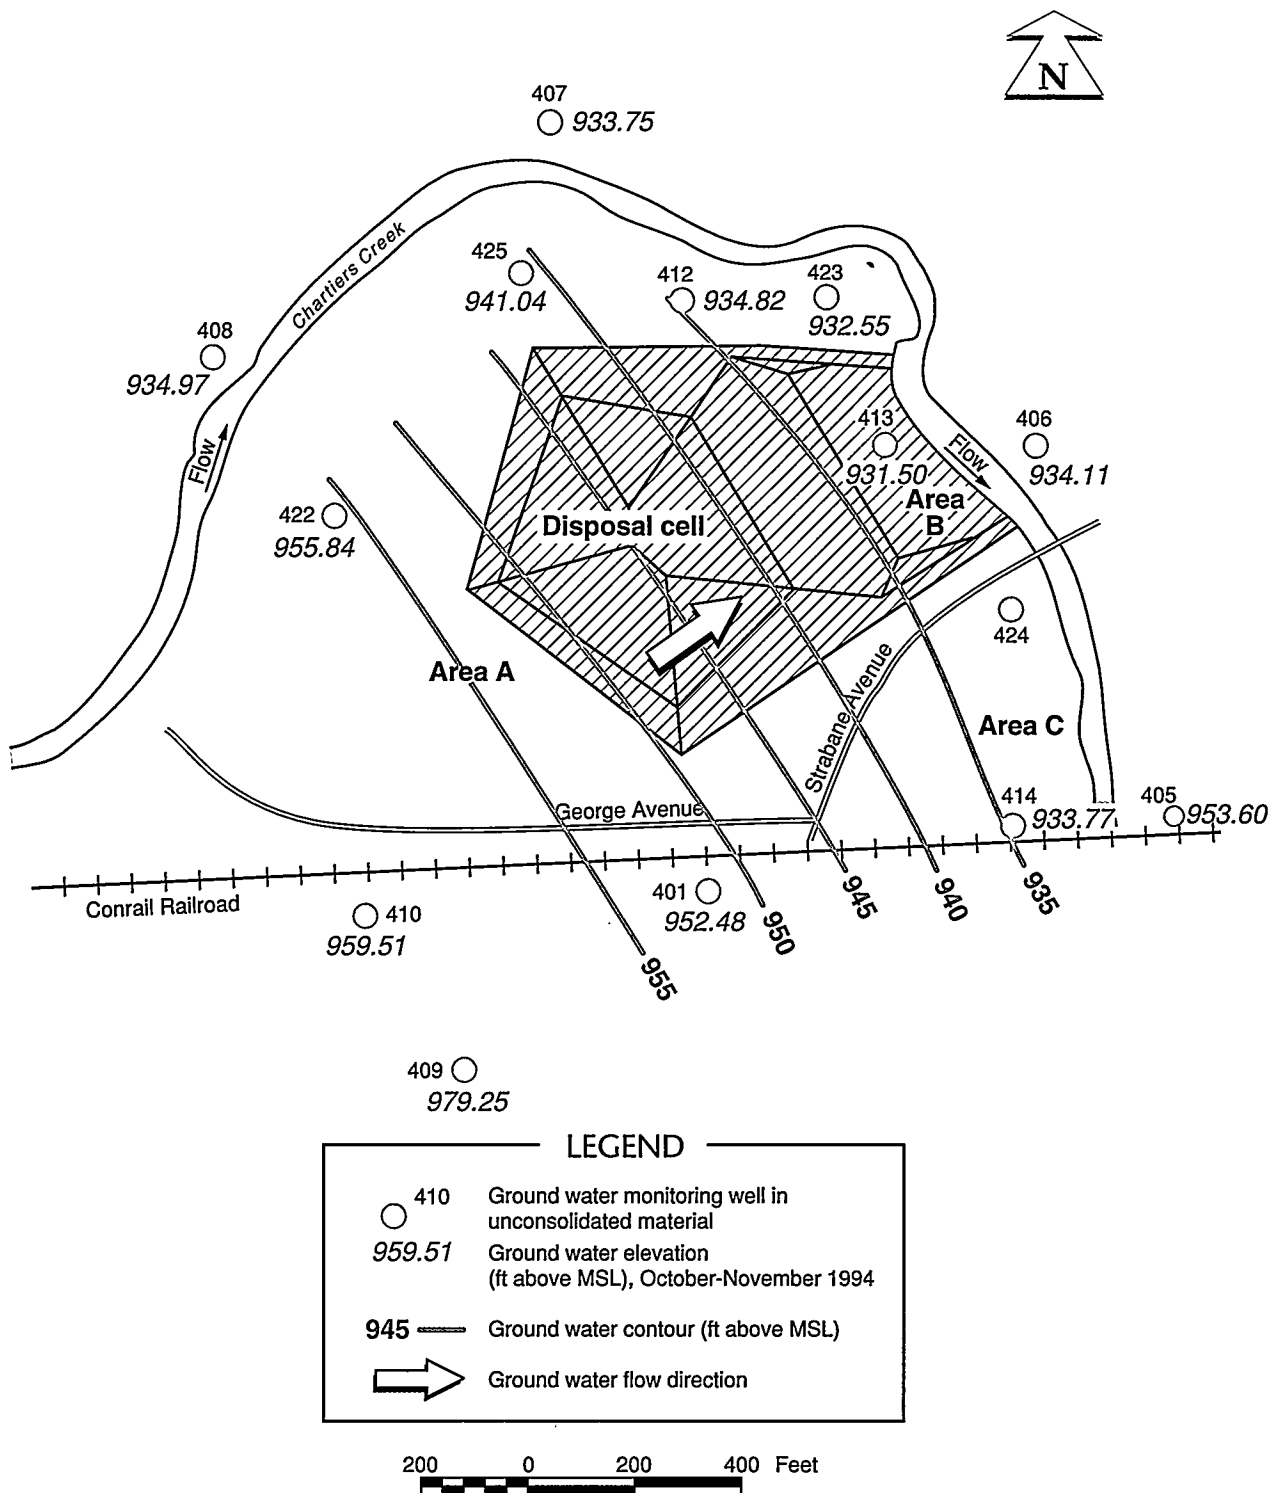 N
407
933.75
Chartiers Creek
425
941.04
412
934.82
423
932.55
408
934.97
Flow
413
931.50
Flow
406
934.11
Area
B
422
955.84
Disposal cell
424
Area A
Strabane Avenue
Area C
George Avenue
414
933.77
405
953.60
Conrail Railroad
410
959.51
401
952.48
945
940
935
950
955
409
979.25
LEGEND
410
Ground water monitoring well in
unconsolidated material
959.51
Ground water elevation
(ft above MSL), October-November 1994
945
Ground water contour (ft above MSL)
Ground water flow direction
200 0 200 400 Feet